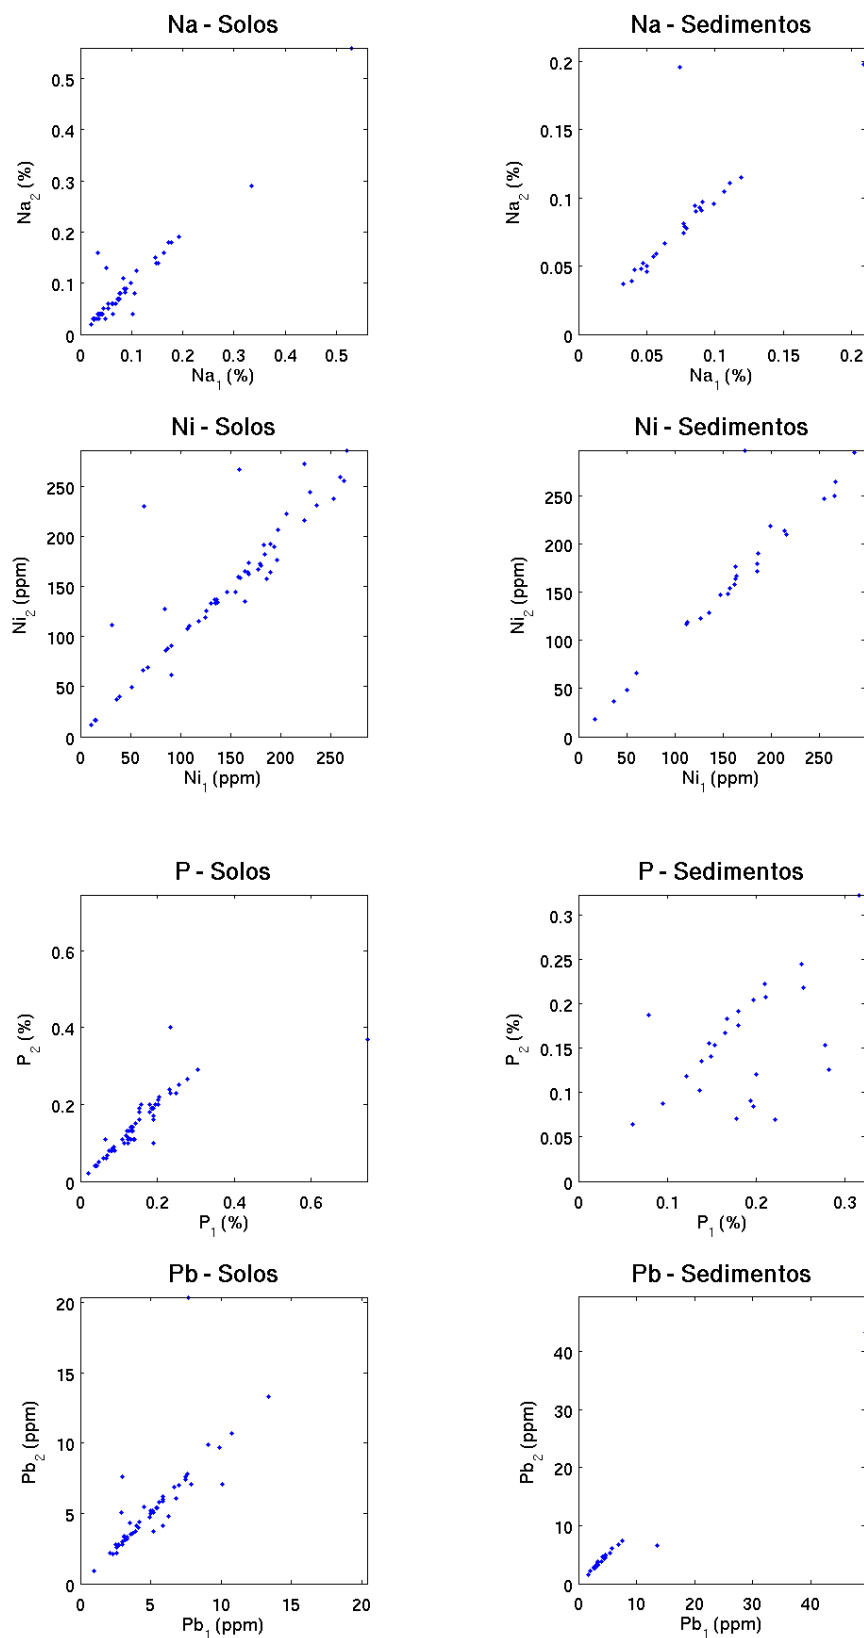 Na - Solos
Na - Sedimentos
0.5
0.4
0.3
0.2
0.1
0
Na₂ (%)
0 0.1 0.2 0.3 0.4 0.5
Na₁ (%)
0.2
0.15
0.1
0.05
0
Na₂ (%)
0 0.05 0.1 0.15 0.2
Na₁ (%)
Ni - Solos
Ni - Sedimentos
250
200
150
100
50
0
Ni₂ (ppm)
0 50 100 150 200 250
Ni₁ (ppm)
250
200
150
100
50
0
Ni₂ (ppm)
0 50 100 150 200 250
Ni₁ (ppm)
P - Solos
P - Sedimentos
0.6
0.4
0.2
0
P₂ (%)
0 0.2 0.4 0.6
P₁ (%)
0.3
0.25
0.2
0.15
0.1
0.05
0
P₂ (%)
0 0.1 0.2 0.3
P₁ (%)
Pb - Solos
Pb - Sedimentos
20
15
10
5
0
Pb₂ (ppm)
0 5 10 15 20
Pb₁ (ppm)
40
30
20
10
0
Pb₂ (ppm)
0 10 20 30 40
Pb₁ (ppm)